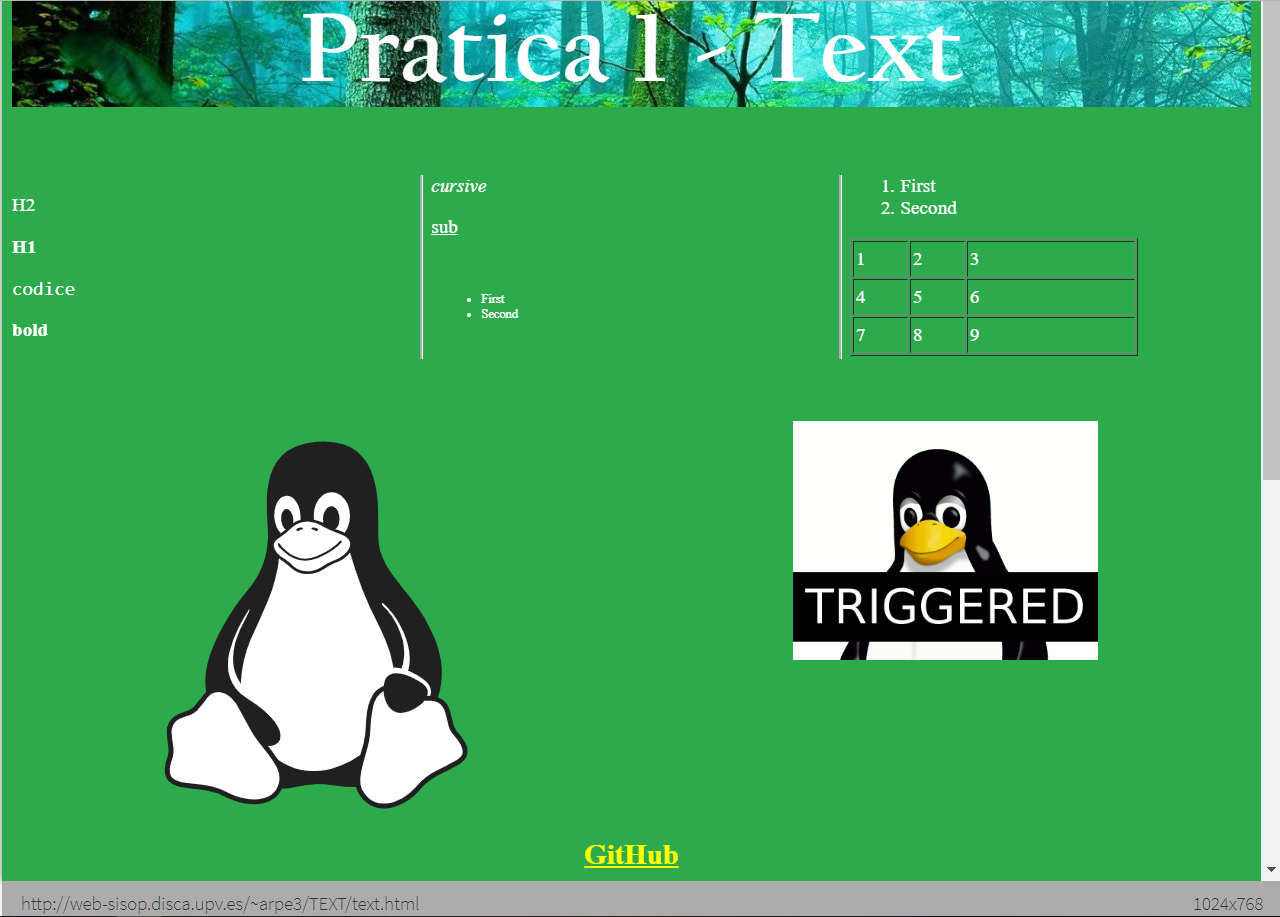 Pratica 1 - Text
H2
H1
codice
bold
cursive
sub
• First
• Second
1. First
2. Second
1 2 3
4 5 6
7 8 9
TRIGGERED
GitHub
http://web-sisop.disca.upv.es/~arpe3/TEXT/text.html
1024x768